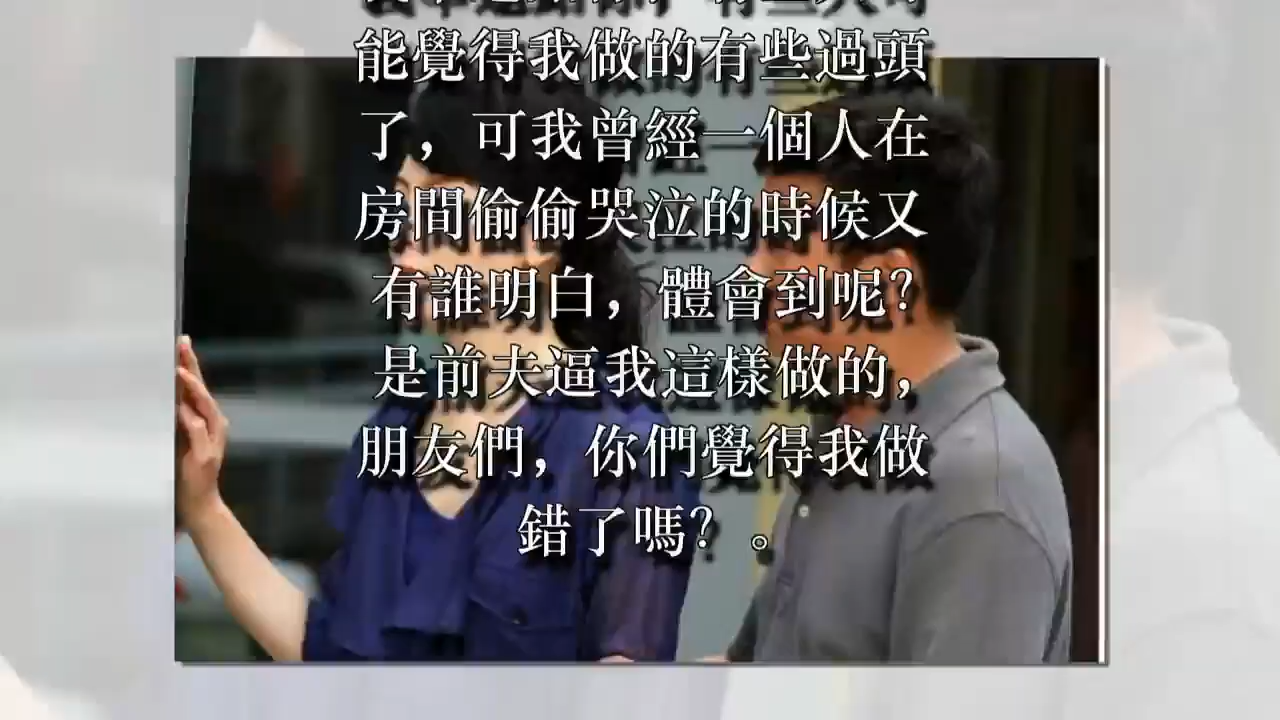 能覺得我做的有些過頭
了，可我曾經一個人在
房間偷偷哭泣的時候又
有誰明白，體會到呢？
是前夫逼我這樣做的，
朋友們，你們覺得我做
錯了嗎？。